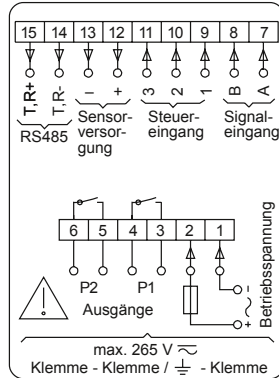 15 14 13 12 11 10 9 8 7
T,R+ T,R- − + 3 2 1 B A
RS485 Sensor- Steuer- Signal-
versor- eingang eingang
gung
6 5 4 3 2 1
P2 P1
Ausgänge
- +
Betriebsspannung
max. 265 V
Klemme - Klemme / - Klemme